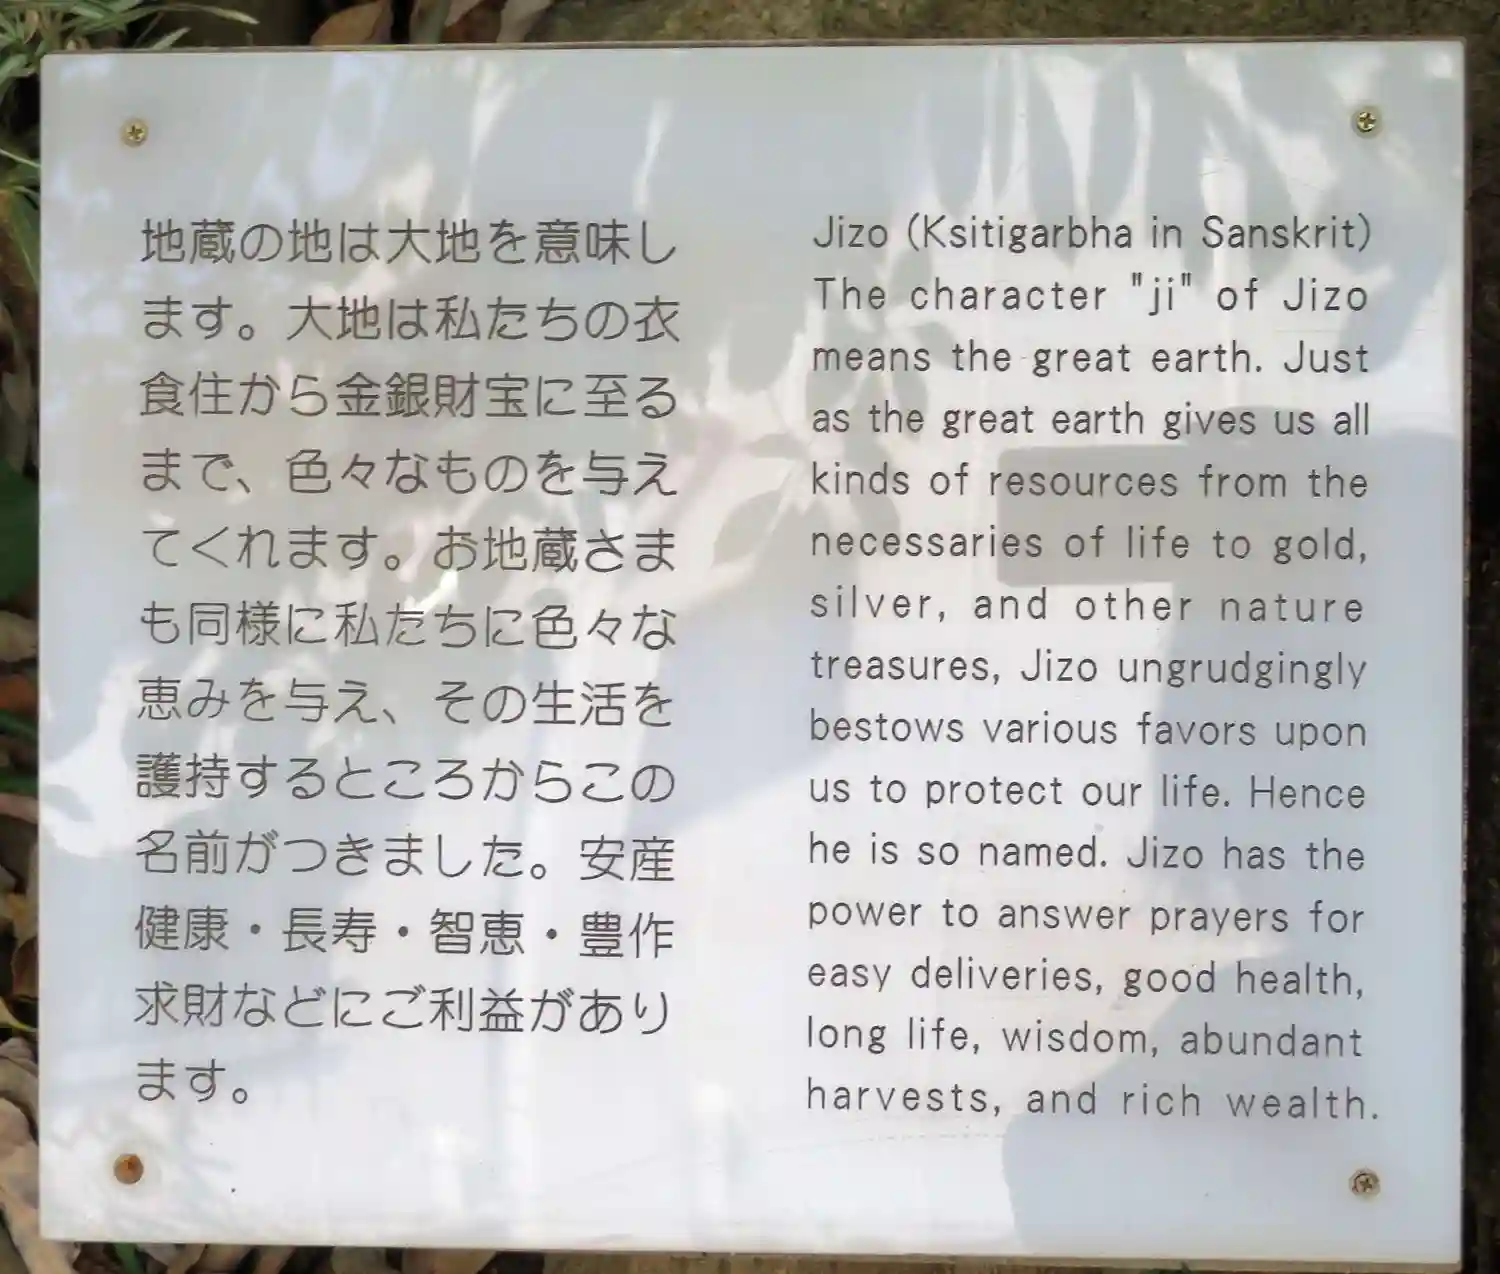 地蔵の地は大地を意味し
ます。大地は私たちの衣
食住から金銀財宝に至る
まで、色々なものを与え
てくれます。お地蔵さま
も同様に私たちに色々な
恵みを与え、その生活を
護持するところからこの
名前がつきました。安産
健康・長寿・智恵・豊作
求財などにご利益があり
ます。
Jizo (Ksitigarbha in Sanskrit)
The character "ji" of Jizo
means the great earth. Just
as the great earth gives us all
kinds of resources from the
necessaries of life to gold,
silver, and other nature
treasures, Jizo ungrudgingly
bestows various favors upon
us to protect our life. Hence
he is so named. Jizo has the
power to answer prayers for
easy deliveries, good health,
long life, wisdom, abundant
harvests, and rich wealth.